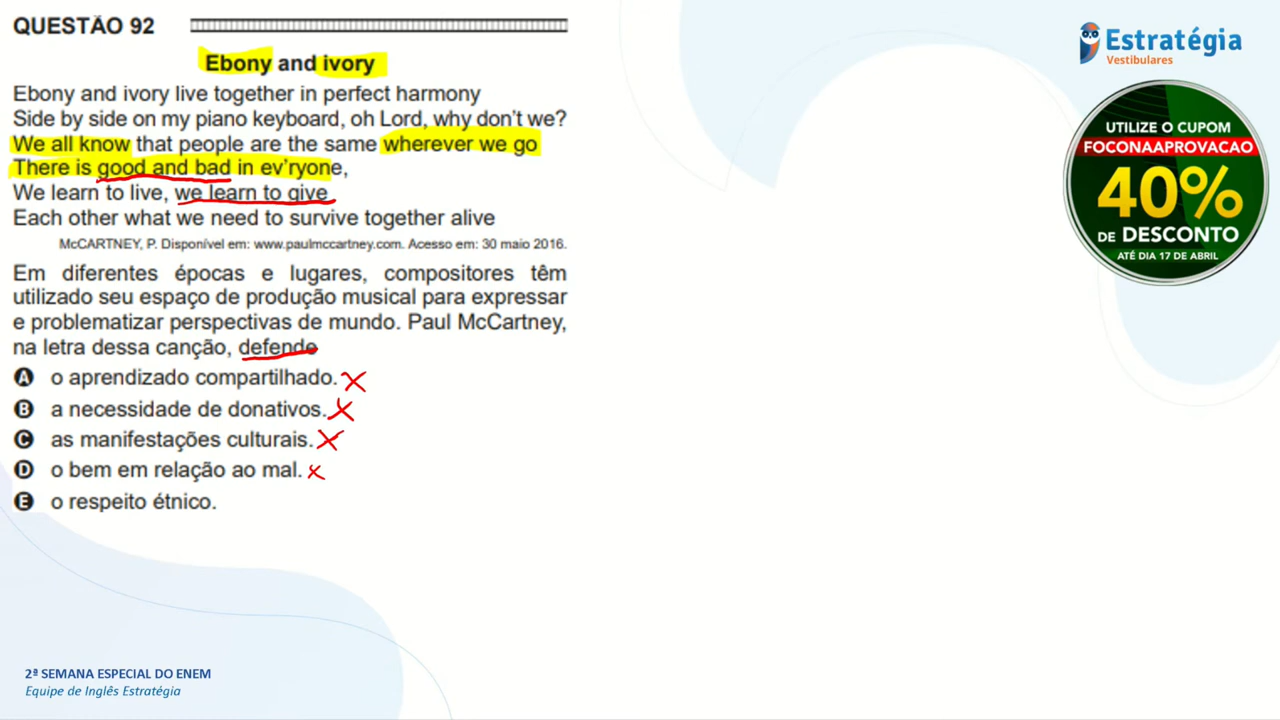 QUESTÃO 92
Ebony and ivory
Ebony and ivory live together in perfect harmony
Side by side on my piano keyboard, oh Lord, why don't we?
We all know that people are the same wherever we go
There is good and bad in ev'ryone,
We learn to live, we learn to give
Each other what we need to survive together alive
McCARTNEY, P. Disponível em: www.paulmccartney.com. Acesso em: 30 maio 2016.
Em diferentes épocas e lugares, compositores têm
utilizado seu espaço de produção musical para expressar
e problematizar perspectivas de mundo. Paul McCartney,
na letra dessa canção, defende
A o aprendizado compartilhado.
B a necessidade de donativos.
C as manifestações culturais.
D o bem em relação ao mal.
E o respeito étnico.
Estratégia
Vestibulares
UTILIZE O CUPOM
FOCONAAPROVACAO
40%
DE DESCONTO
ATÉ DIA 17 DE ABRIL
2ª SEMANA ESPECIAL DO ENEM
Equipe de Inglês Estratégia